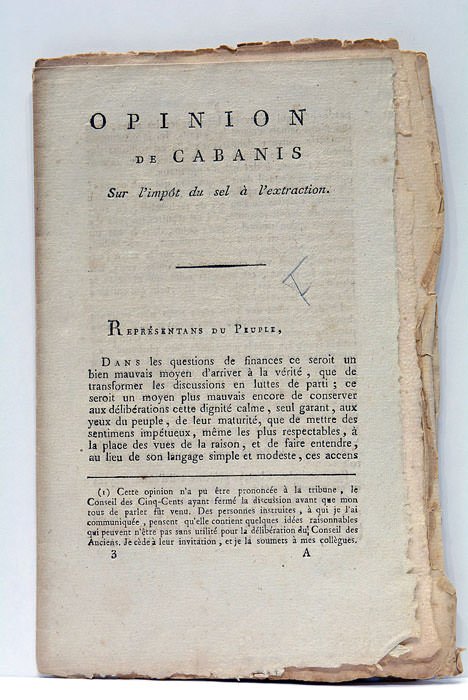 OPINION
DE CABANIS
Sur l'impôt du sel à l'extraction.
REPRÉSENTANS DU PEUPLE,
DANS les questions de finances ce seroit un
bien mauvais moyen d'arriver à la vérité, que de
transformer les discussions en luttes de parti ; ce
seroit un moyen plus mauvais encore de conserver
aux délibérations cette dignité calme, seul garant, aux
yeux du peuple, de leur maturité, que de mettre des
sentimens impétueux, même les plus respectables, à
la place des vues de la raison, et de faire entendre,
au lieu de son langage simple et modeste, ces accens
(1) Cette opinion n'a pu être prononcée à la tribune, le
Conseil des Cinq-Cents ayant fermé la discussion avant que mon
tous de parler fût venu. Des personnes instruites, à qui je l'ai
communiquée, pensent qu'elle contient quelques idées raisonnables
qui peuvent n'être pas sans utilité pour la délibération du Conseil des
Anciens. Je cède à leur invitation, et je la soumets à mes collègues.
3 A